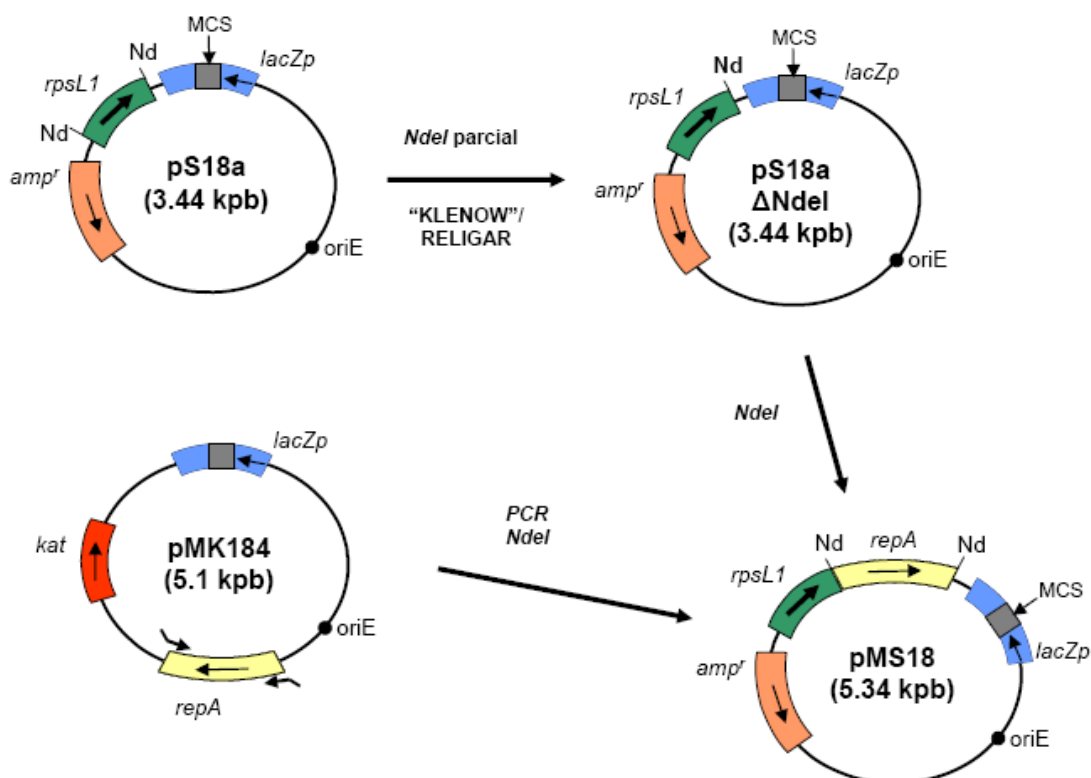 MCS
Nd
lacZp
rpsL1
Nd
pS18a
(3.44 kpb)
ampʳ
oriE
NdeI parcial
“KLENOW”/
RELIGAR
MCS
Nd
lacZp
rpsL1
pS18a
ΔNdeI
(3.44 kpb)
ampʳ
oriE
NdeI
lacZp
kat
pMK184
(5.1 kpb)
oriE
repA
PCR
NdeI
Nd
repA
Nd
rpsL1
MCS
lacZp
pMS18
(5.34 kpb)
ampʳ
oriE